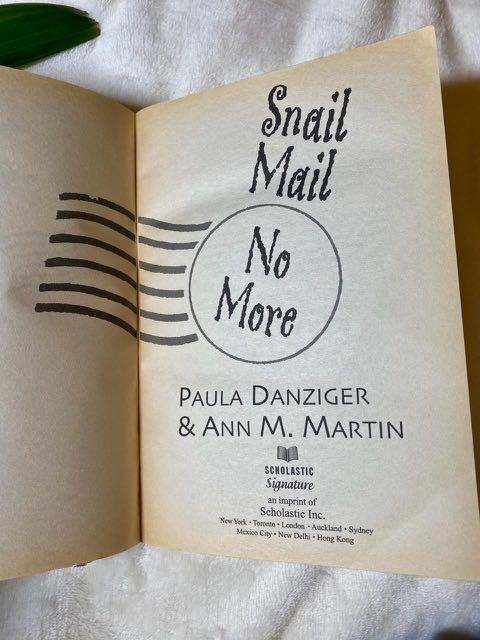 Snail
Mail
No
More
PAULA DANZIGER
& ANN M. MARTIN
SCHOLASTIC
Signature
an imprint of
Scholastic Inc.
New York • Toronto • London • Auckland • Sydney
Mexico City • New Delhi • Hong Kong